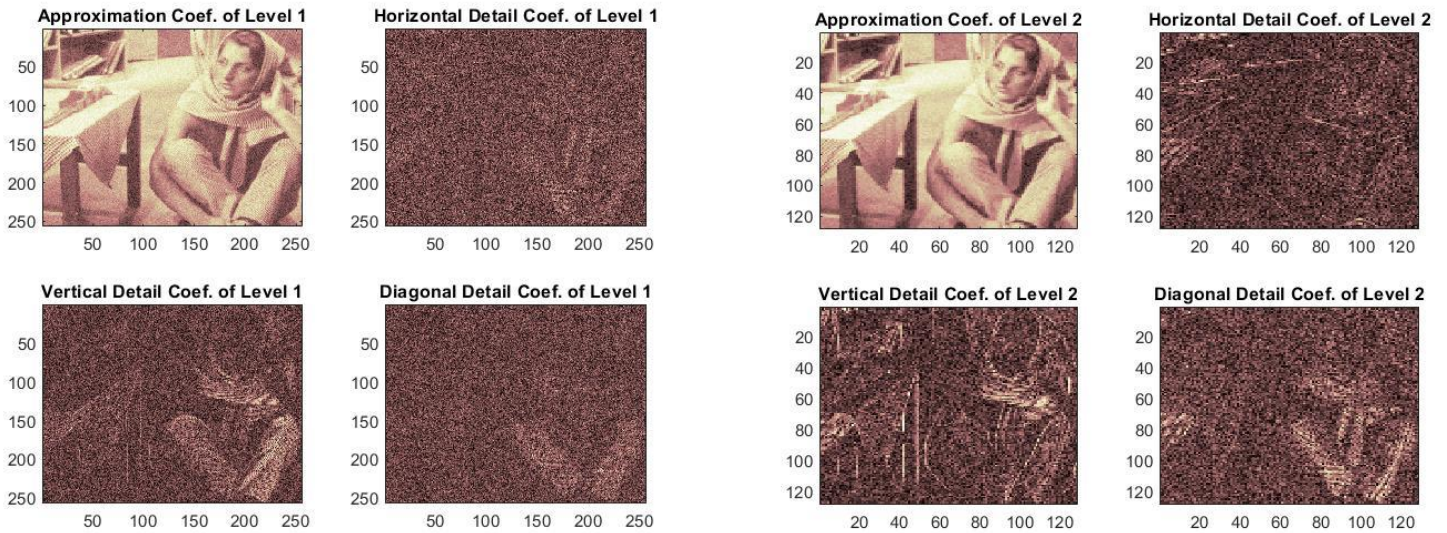 Approximation Coef. of Level 1
50
100
150
200
250
50 100 150 200 250
Horizontal Detail Coef. of Level 1
50
100
150
200
250
50 100 150 200 250
Vertical Detail Coef. of Level 1
50
100
150
200
250
50 100 150 200 250
Diagonal Detail Coef. of Level 1
50
100
150
200
250
50 100 150 200 250
Approximation Coef. of Level 2
20
40
60
80
100
120
20 40 60 80 100 120
Horizontal Detail Coef. of Level 2
20
40
60
80
100
120
20 40 60 80 100 120
Vertical Detail Coef. of Level 2
20
40
60
80
100
120
20 40 60 80 100 120
Diagonal Detail Coef. of Level 2
20
40
60
80
100
120
20 40 60 80 100 120